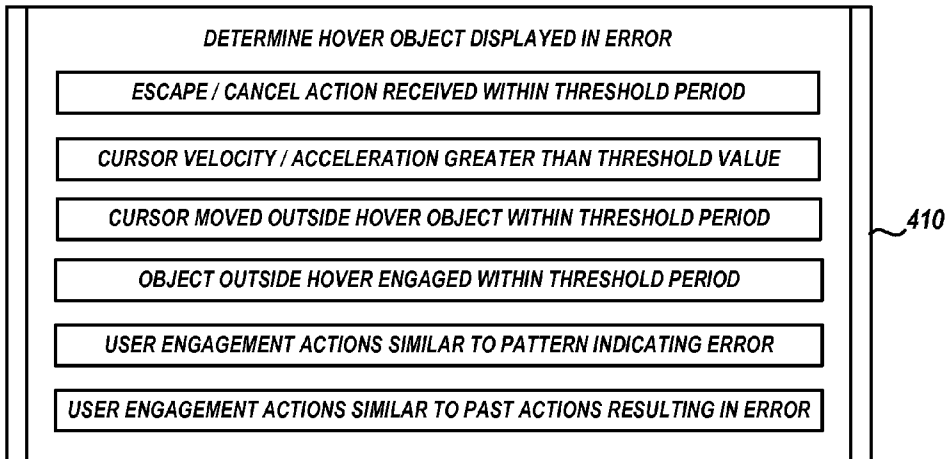 DETERMINE HOVER OBJECT DISPLAYED IN ERROR
ESCAPE / CANCEL ACTION RECEIVED WITHIN THRESHOLD PERIOD
CURSOR VELOCITY / ACCELERATION GREATER THAN THRESHOLD VALUE
CURSOR MOVED OUTSIDE HOVER OBJECT WITHIN THRESHOLD PERIOD
410
OBJECT OUTSIDE HOVER ENGAGED WITHIN THRESHOLD PERIOD
USER ENGAGEMENT ACTIONS SIMILAR TO PATTERN INDICATING ERROR
USER ENGAGEMENT ACTIONS SIMILAR TO PAST ACTIONS RESULTING IN ERROR